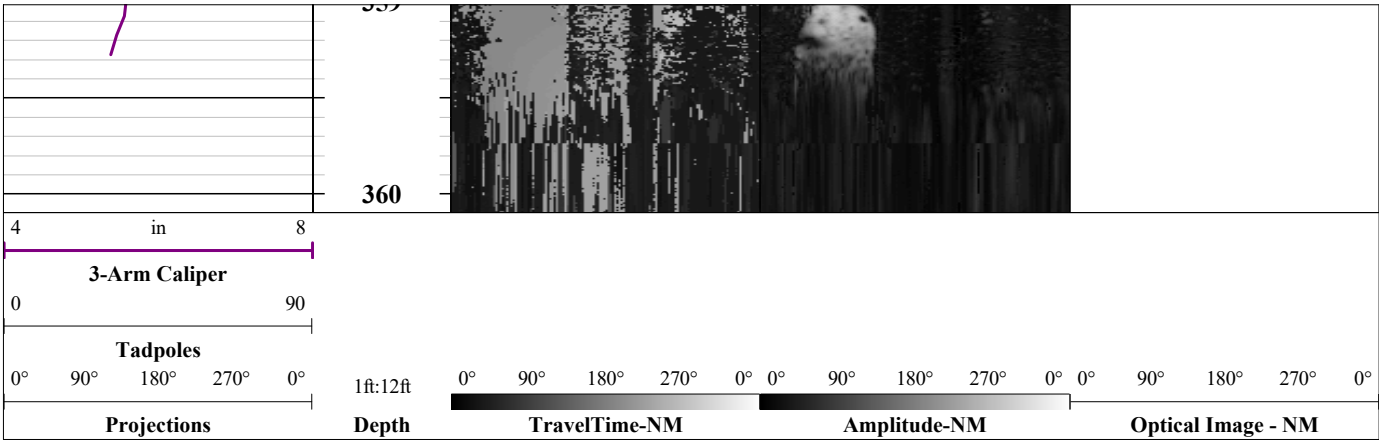 359
360
4 in 8
3-Arm Caliper
0 90
Tadpoles
0° 90° 180° 270° 0° 1ft:12ft 0° 90° 180° 270° 0° 0° 90° 180° 270° 0° 0° 90° 180° 270° 0°
Projections Depth TravelTime-NM Amplitude-NM Optical Image - NM